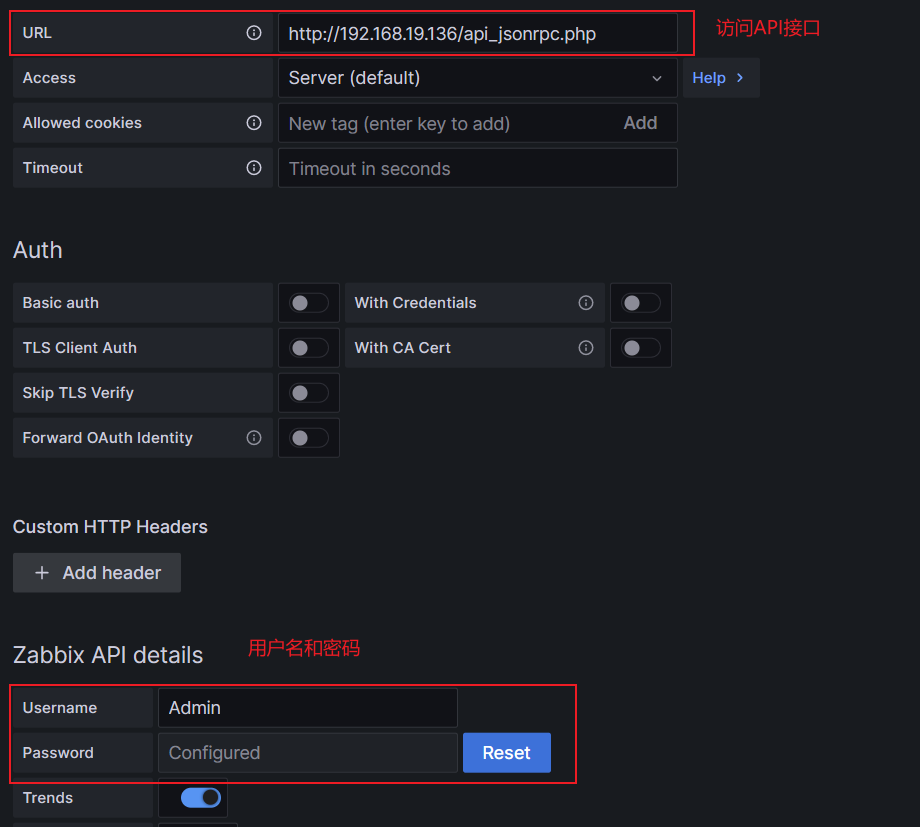 URL http://192.168.19.136/api_jsonrpc.php 访问API接口
Access Server (default) Help
Allowed cookies New tag (enter key to add) Add
Timeout Timeout in seconds
Auth
Basic auth With Credentials
TLS Client Auth With CA Cert
Skip TLS Verify
Forward OAuth Identity
Custom HTTP Headers
+ Add header
Zabbix API details 用户名和密码
Username Admin
Password Configured Reset
Trends